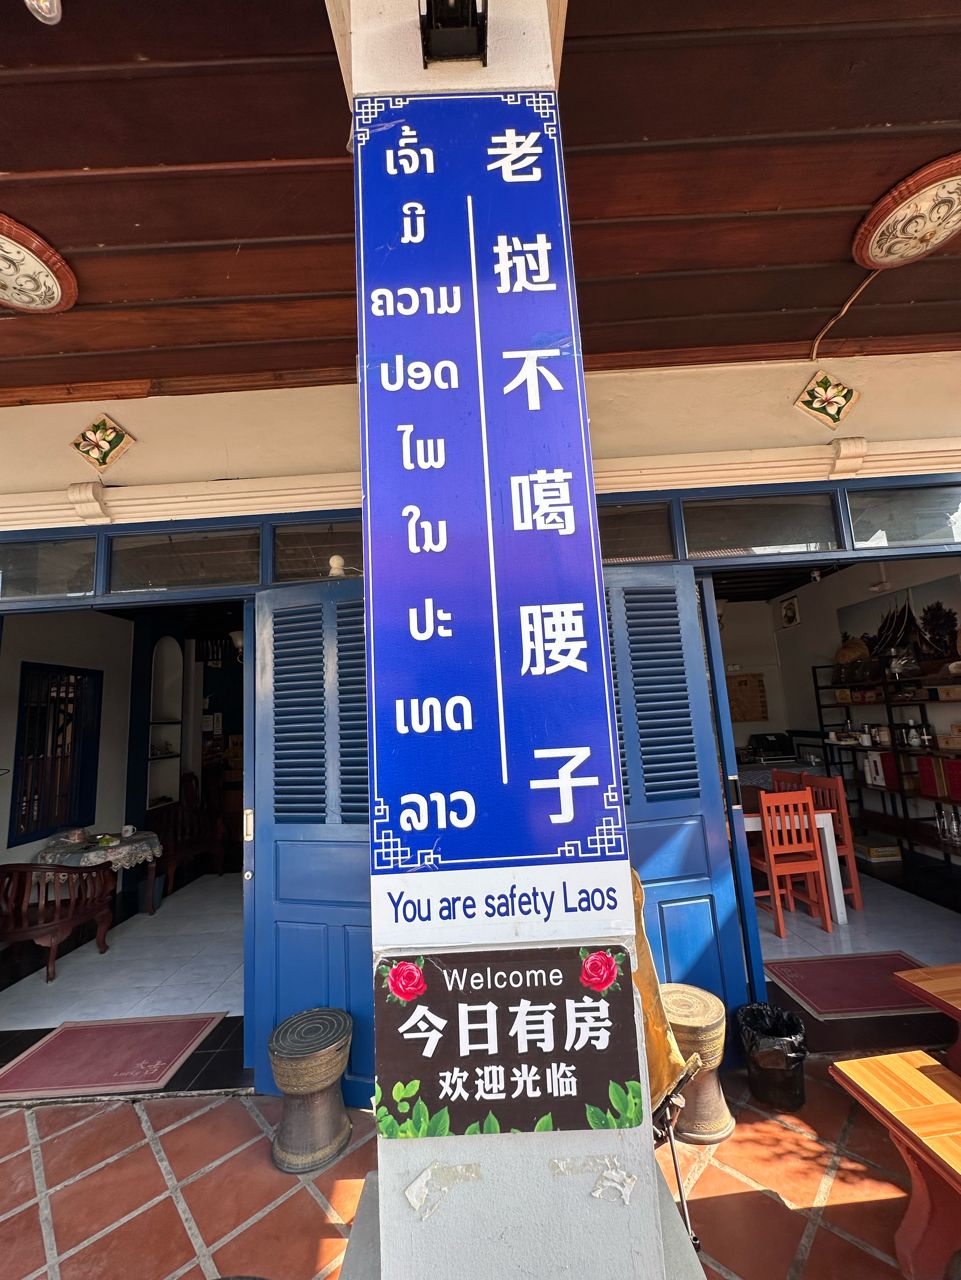 ເຈົ້າ
ມີ
ຄວາມ
ປອດ
ໄພ
ໃນ
ປະ
ເທດ
ລາວ
老挝不噶腰子
You are safety Laos
Welcome
今日有房
欢迎光临